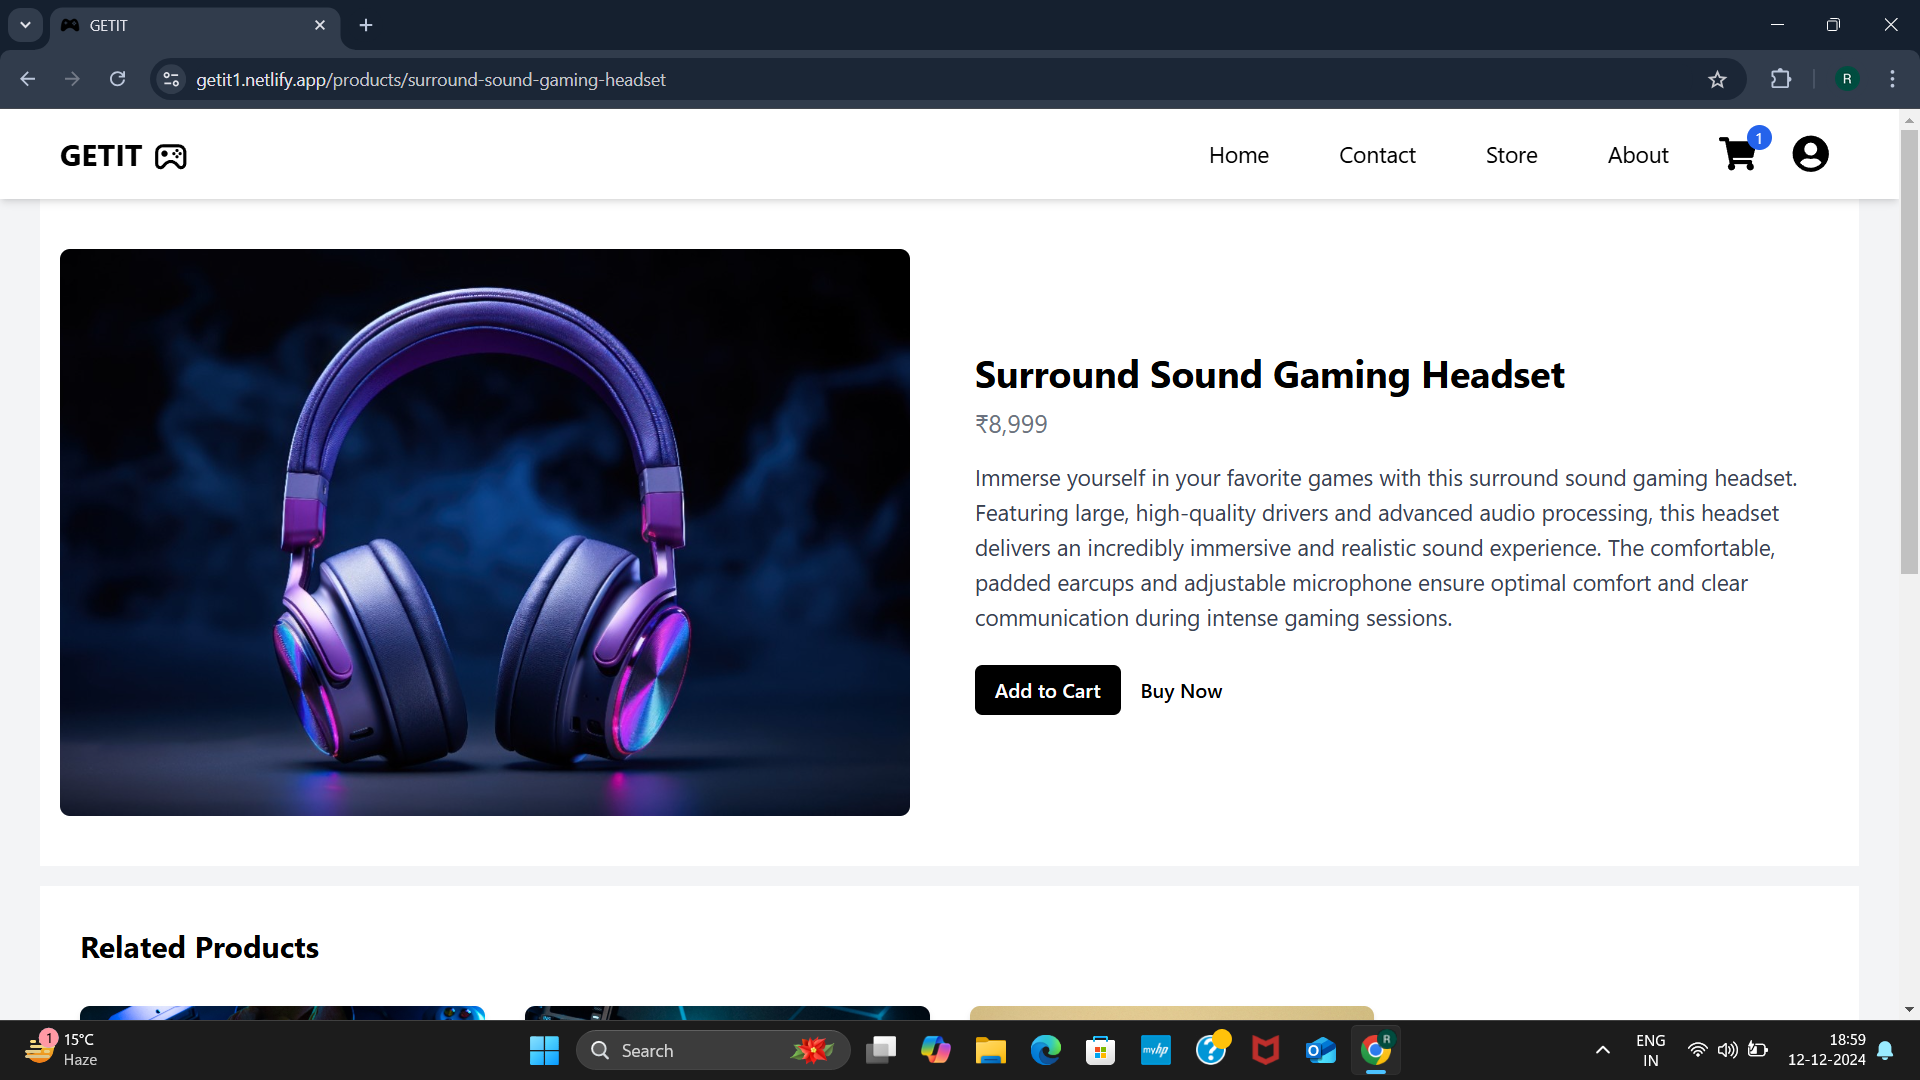 GETIT
getit1.netlify.app/products/surround-sound-gaming-headset
R
GETIT
Home
Contact
Store
About
1
Surround Sound Gaming Headset
₹8,999
Immerse yourself in your favorite games with this surround sound gaming headset.
Featuring large, high-quality drivers and advanced audio processing, this headset
delivers an incredibly immersive and realistic sound experience. The comfortable,
padded earcups and adjustable microphone ensure optimal comfort and clear
communication during intense gaming sessions.
Add to Cart
Buy Now
Related Products
1
15°C
Haze
Search
myhp
R
ENG
IN
18:59
12-12-2024